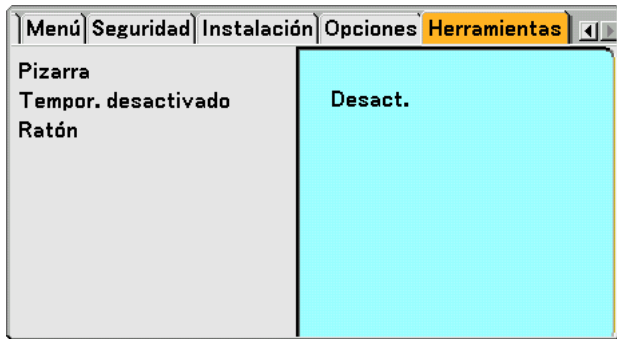 Menú Seguridad Instalación Opciones Herramientas
Pizarra
Tempor. desactivado Desact.
Ratón